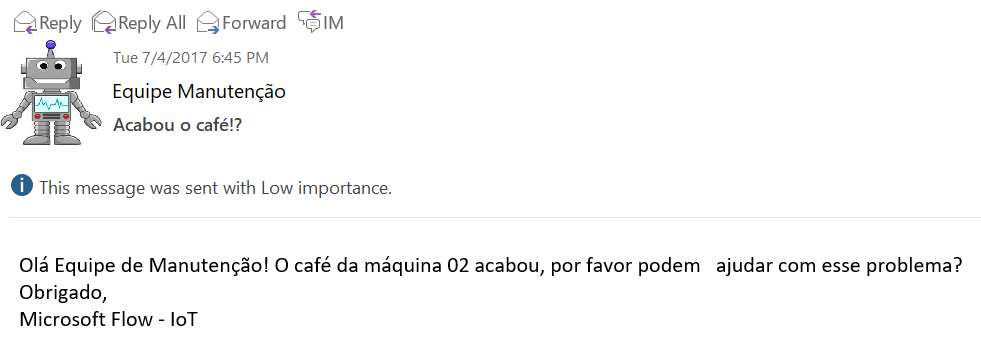 Reply Reply All Forward IM
Tue 7/4/2017 6:45 PM
Equipe Manutenção
Acabou o café!?
i This message was sent with Low importance.
Olá Equipe de Manutenção! O café da máquina 02 acabou, por favor podem   ajudar com esse problema?
Obrigado,
Microsoft Flow - IoT